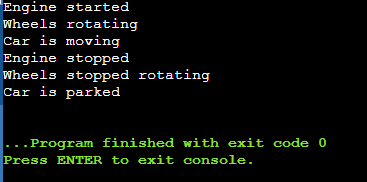 Engine started
Wheels rotating
Car is moving
Engine stopped
Wheels stopped rotating
Car is parked
...Program finished with exit code 0
Press ENTER to exit console.